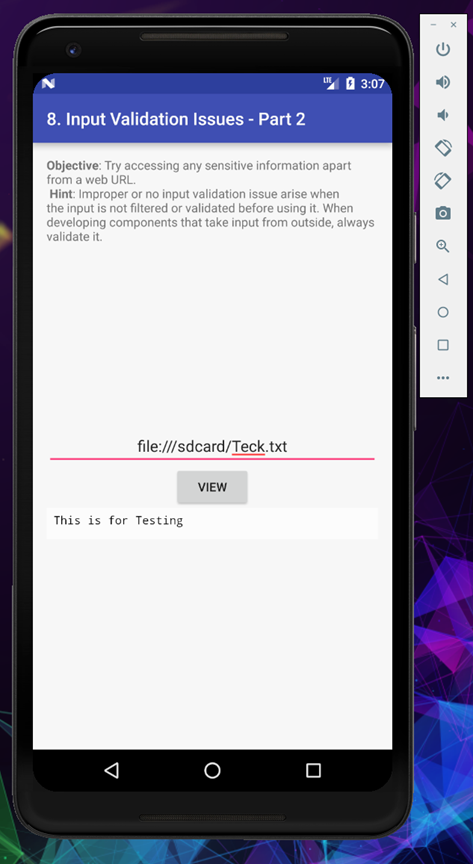 LTE 3:07
8. Input Validation Issues - Part 2
Objective: Try accessing any sensitive information apart
from a web URL.
Hint: Improper or no input validation issue arise when
the input is not filtered or validated before using it. When
developing components that take input from outside, always
validate it.
file:///sdcard/Teck.txt
VIEW
This is for Testing